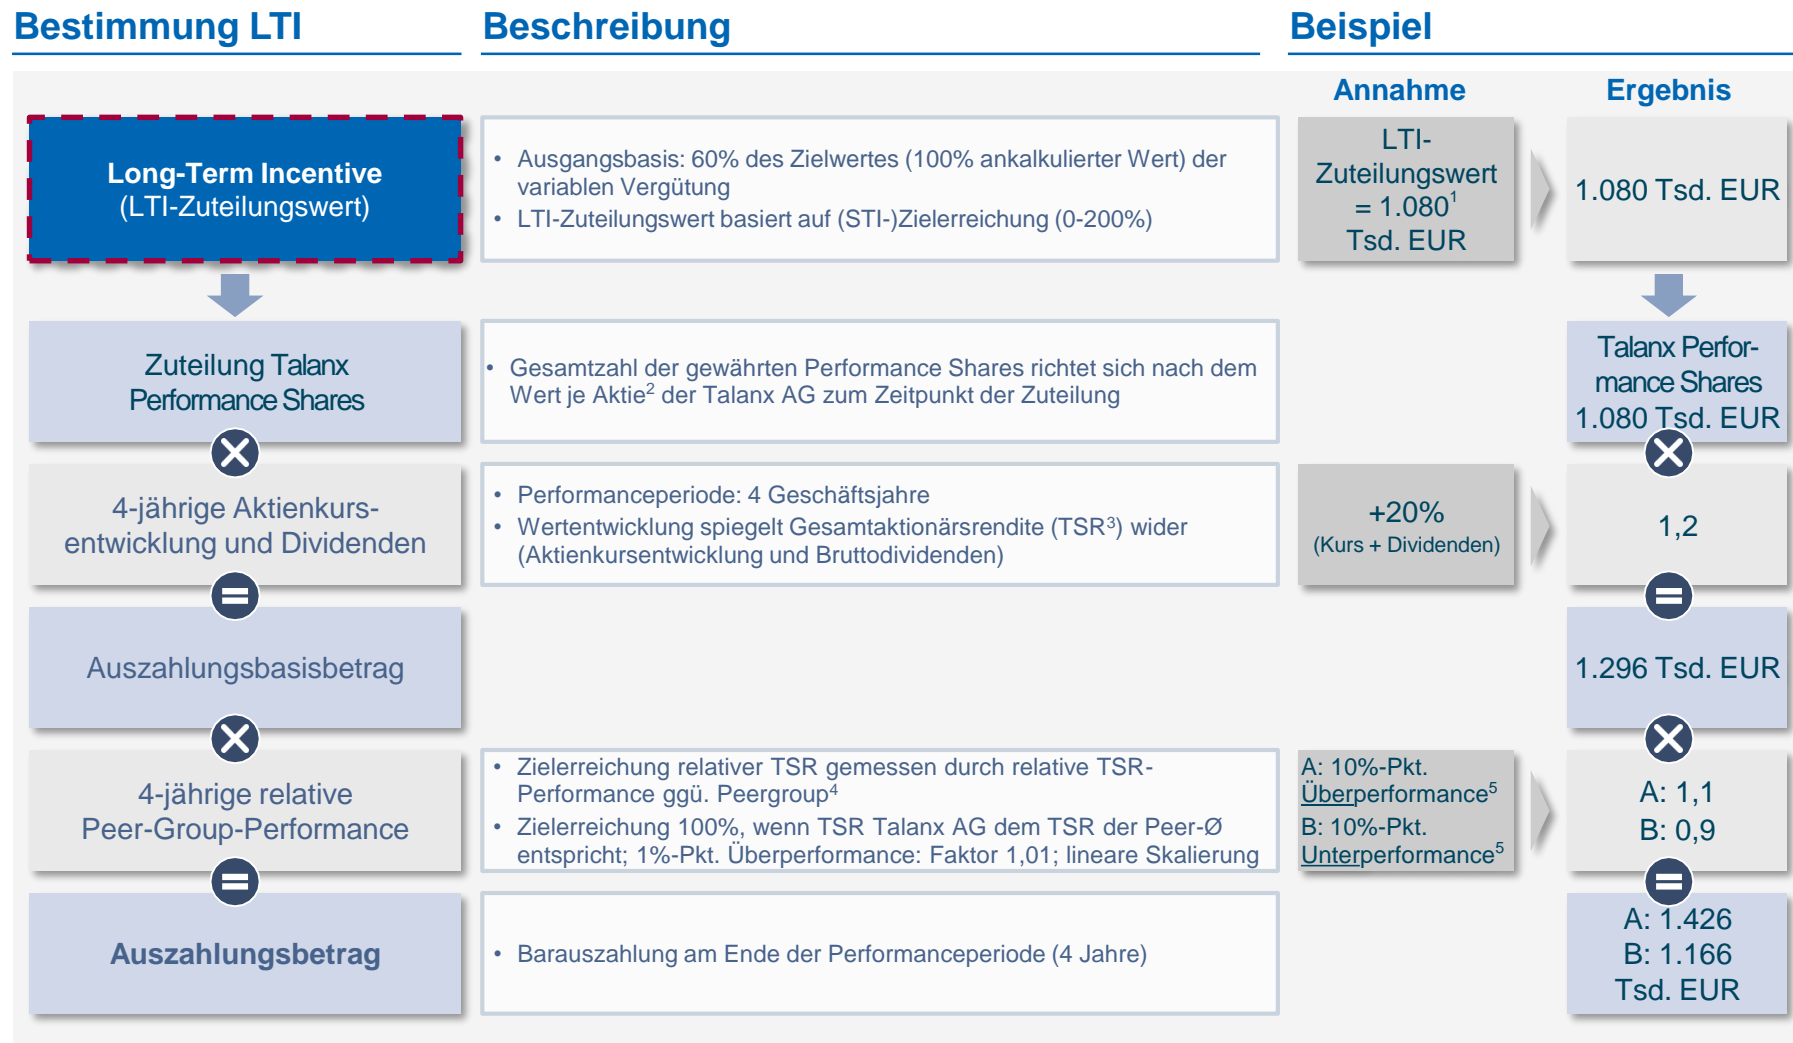 Bestimmung LTI
Beschreibung
Beispiel
Annahme
Ergebnis
Long-Term Incentive
(LTI-Zuteilungswert)
• Ausgangsbasis: 60% des Zielwertes (100% ankalkulierter Wert) der
variablen Vergütung
• LTI-Zuteilungswert basiert auf (STI-)Zielerreichung (0-200%)
LTI-
Zuteilungswert
= 1.080¹
Tsd. EUR
1.080 Tsd. EUR
Zuteilung Talanx
Performance Shares
• Gesamtzahl der gewährten Performance Shares richtet sich nach dem
Wert je Aktie² der Talanx AG zum Zeitpunkt der Zuteilung
Talanx Perfor-
mance Shares
1.080 Tsd. EUR
4-jährige Aktienkurs-
entwicklung und Dividenden
• Performanceperiode: 4 Geschäftsjahre
• Wertentwicklung spiegelt Gesamtaktionärsrendite (TSR³) wider
(Aktienkursentwicklung und Bruttodividenden)
+20%
(Kurs + Dividenden)
1,2
Auszahlungsbasisbetrag
1.296 Tsd. EUR
4-jährige relative
Peer-Group-Performance
• Zielerreichung relativer TSR gemessen durch relative TSR-
Performance ggü. Peergroup⁴
• Zielerreichung 100%, wenn TSR Talanx AG dem TSR der Peer-Ø
entspricht; 1%-Pkt. Überperformance: Faktor 1,01; lineare Skalierung
A: 10%-Pkt.
Überperformance⁵
B: 10%-Pkt.
Unterperformance⁵
A: 1,1
B: 0,9
Auszahlungsbetrag
• Barauszahlung am Ende der Performanceperiode (4 Jahre)
A: 1.426
B: 1.166
Tsd. EUR